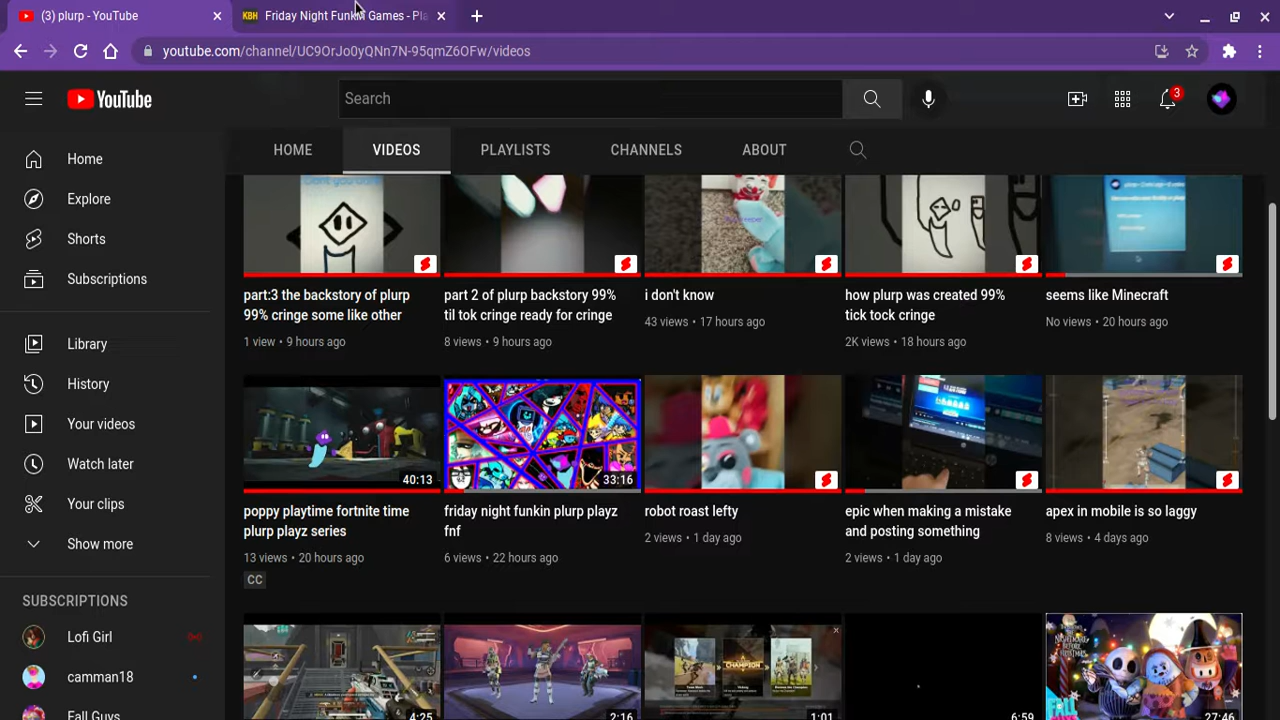 (3) plurp - YouTube
KBH Friday Night Funkin Games - Pla
youtube.com/channel/UC9OrJo0yQNn7N-95qmZ6OFw/videos
YouTube
Search
3
HOME
VIDEOS
PLAYLISTS
CHANNELS
ABOUT
Home
Explore
Shorts
Subscriptions
Library
History
Your videos
Watch later
Your clips
Show more
SUBSCRIPTIONS
Lofi Girl
camman18
Fall Guys
part:3 the backstory of plurp
99% cringe some like other
1 view • 9 hours ago
part 2 of plurp backstory 99%
til tok cringe ready for cringe
8 views • 9 hours ago
i don't know
43 views • 17 hours ago
how plurp was created 99%
tick tock cringe
2K views • 18 hours ago
seems like Minecraft
No views • 20 hours ago
40:13
poppy playtime fortnite time
plurp playz series
13 views • 20 hours ago
CC
33:16
friday night funkin plurp playz
fnf
6 views • 22 hours ago
robot roast lefty
2 views • 1 day ago
epic when making a mistake
and posting something
2 views • 1 day ago
apex in mobile is so laggy
8 views • 4 days ago
4:25
2:16
CHAMPION
1:01
6:59
27:46